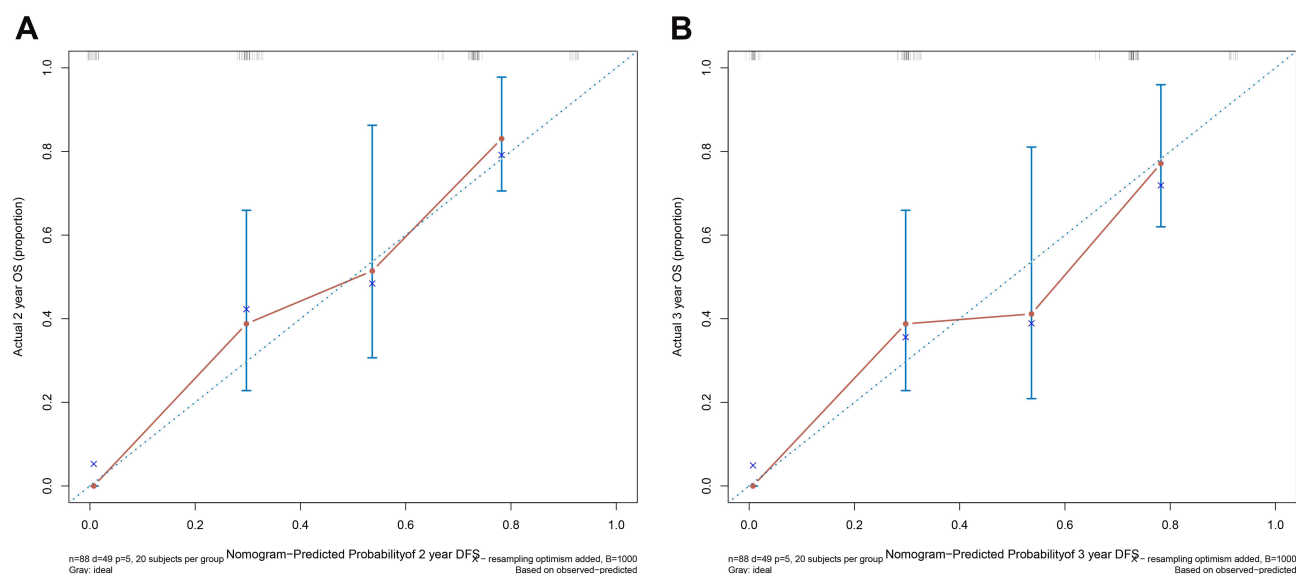 A
Actual 2 year OS (proportion)
1.0
0.8
0.6
0.4
0.2
0.0
0.0 0.2 0.4 0.6 0.8 1.0
Nomogram−Predicted Probabilityof 2 year DFS
n=88 d=49 p=5, 20 subjects per group
Gray: ideal
X − resampling optimism added, B=1000
Based on observed−predicted
B
Actual 3 year OS (proportion)
1.0
0.8
0.6
0.4
0.2
0.0
0.0 0.2 0.4 0.6 0.8 1.0
Nomogram−Predicted Probabilityof 3 year DFS
n=88 d=49 p=5, 20 subjects per group
Gray: ideal
X − resampling optimism added, B=1000
Based on observed−predicted